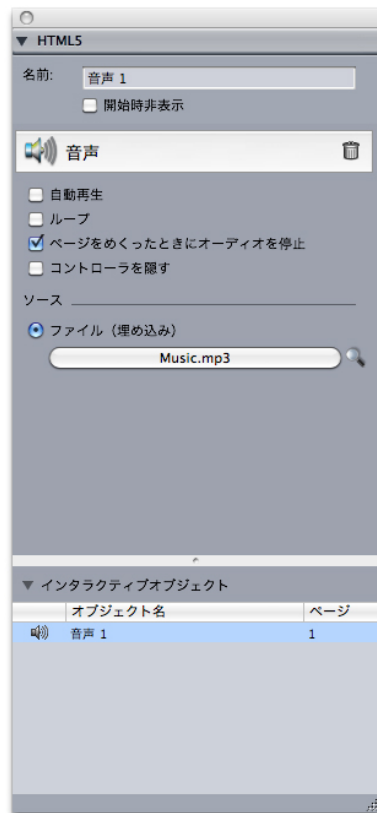 HTML5
名前: 音声 1
開始時非表示
音声
自動再生
ループ
ページをめくったときにオーディオを停止
コントローラを隠す
ソース
ファイル（埋め込み）
Music.mp3
インタラクティブオブジェクト
オブジェクト名 ページ
音声 1 1